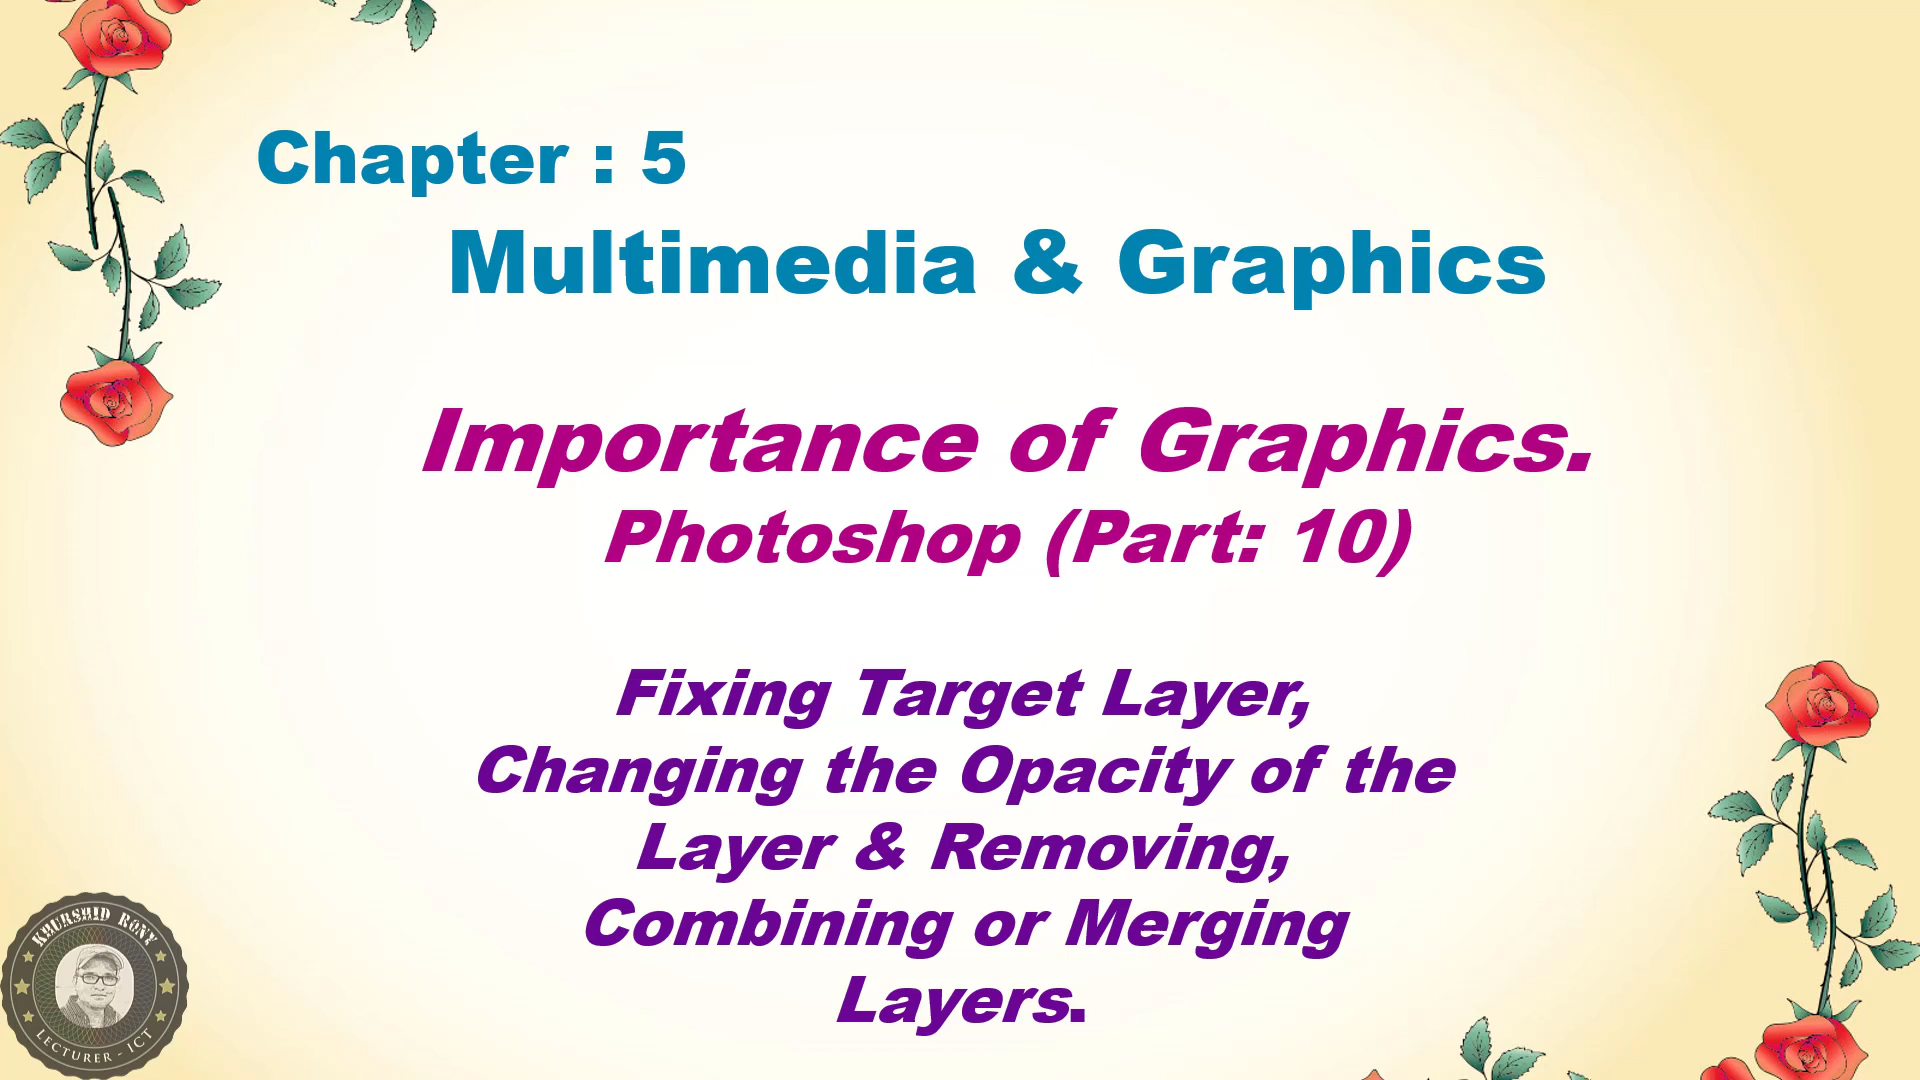 Chapter : 5
Multimedia & Graphics
Importance of Graphics.
Photoshop (Part: 10)
Fixing Target Layer,
Changing the Opacity of the
Layer & Removing,
Combining or Merging
Layers.
KHURSHID RONY
LECTURER - ICT